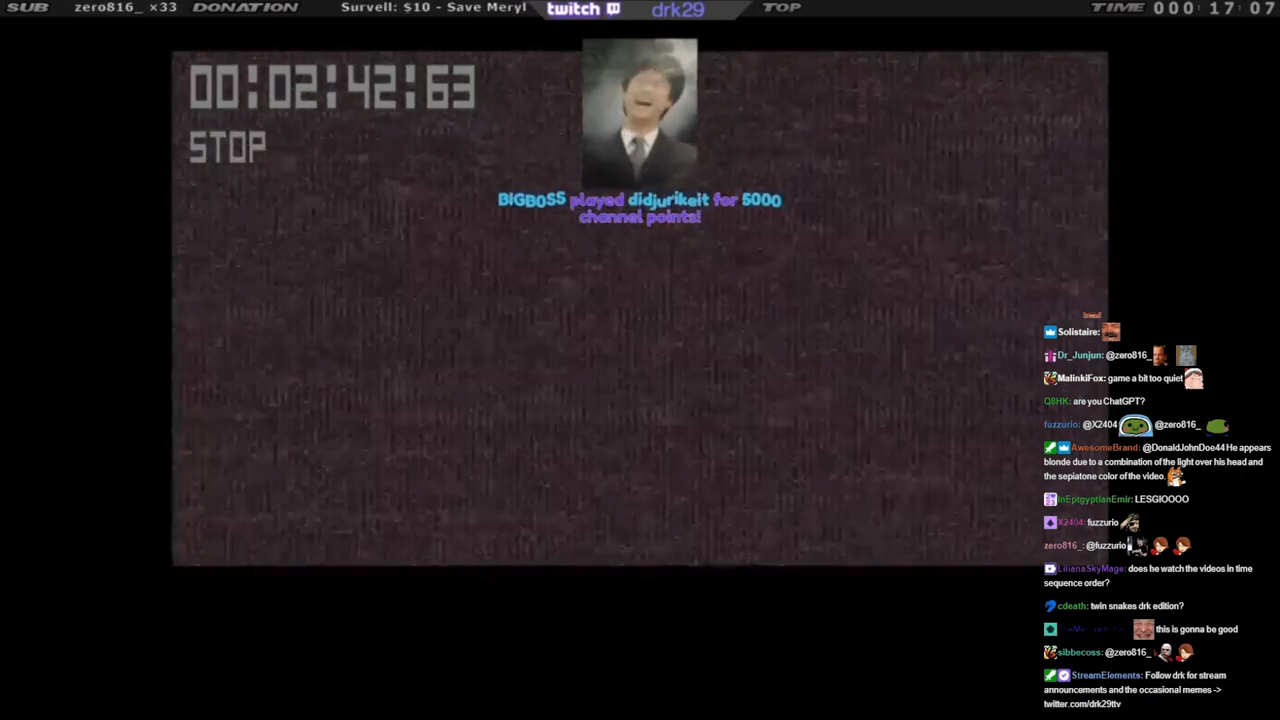 SUB zero816_ ×33 DONATION Survell: $10 - Save Meryl twitch drk29 TOP TIME 000:17:07
00:02:42:63
STOP
BIGBOSS played didjurikeit for 5000
channel points!
Solistaire:
Dr_Junjun: @zero816_
MalinkiFox: game a bit too quiet
Q8HK: are you ChatGPT?
fuzzurio: @X2404 @zero816_
AwesomeBrand: @DonaldJohnDoe44 He appears
blonde due to a combination of the light over his head and
the sepiatone color of the video.
InEptgyptianEmir: LESGIOOOO
X2404: fuzzurio
zero816_: @fuzzurio
LilianaSkyMage: does he watch the videos in time
sequence order?
cdeath: twin snakes drk edition?
this is gonna be good
sibbecoss: @zero816_
StreamElements: Follow drk for stream
announcements and the occasional memes ->
twitter.com/drk29ttv